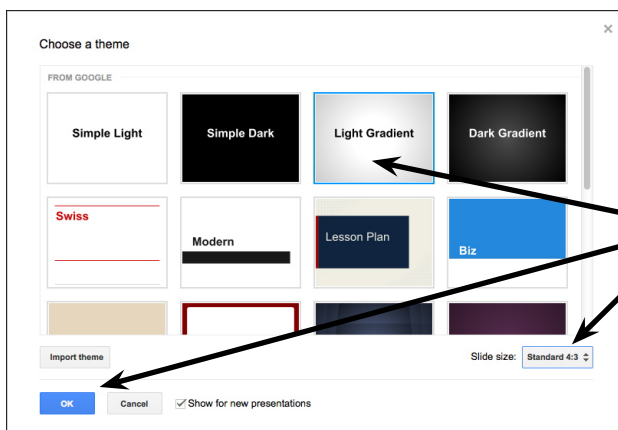 Choose a theme
FROM GOOGLE
Simple Light
Simple Dark
Light Gradient
Dark Gradient
Swiss
Modern
Lesson Plan
Biz
Import theme
Slide size: Standard 4:3
OK
Cancel
Show for new presentations